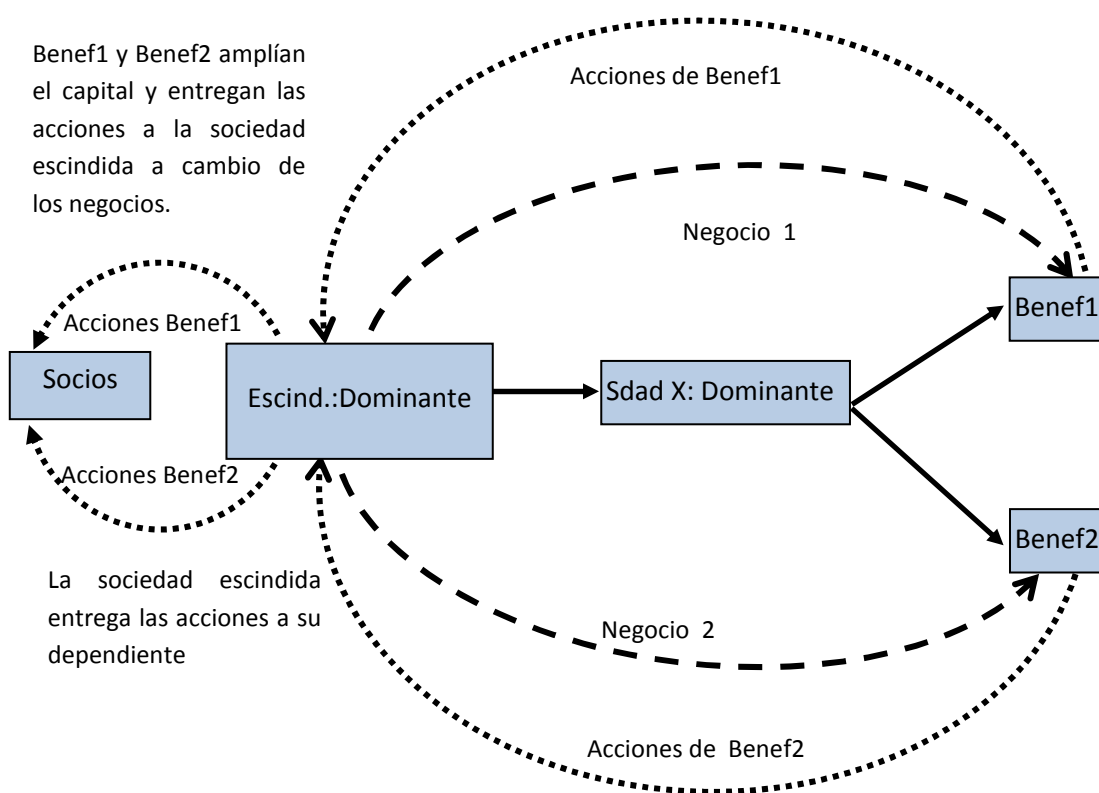 Benef1 y Benef2 amplían
el capital y entregan las
acciones a la sociedad
escindida a cambio de
los negocios.
Acciones de Benef1
Negocio 1
Benef1
Acciones Benef1
Socios
Escind.:Dominante
Sdad X: Dominante
Acciones Benef2
Benef2
La sociedad escindida
entrega las acciones a su
dependiente
Negocio 2
Acciones de Benef2